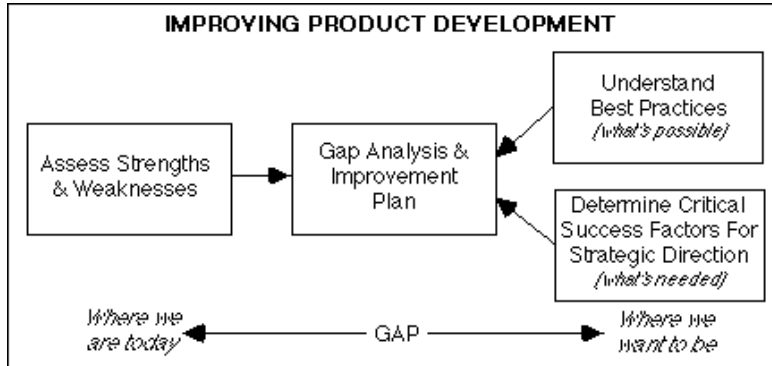 IMPROVING PRODUCT DEVELOPMENT
Assess Strengths
& Weaknesses
Gap Analysis &
Improvement
Plan
Understand
Best Practices
(what's possible)
Determine Critical
Success Factors For
Strategic Direction
(what's needed)
Where we
are today
GAP
Where we
want to be